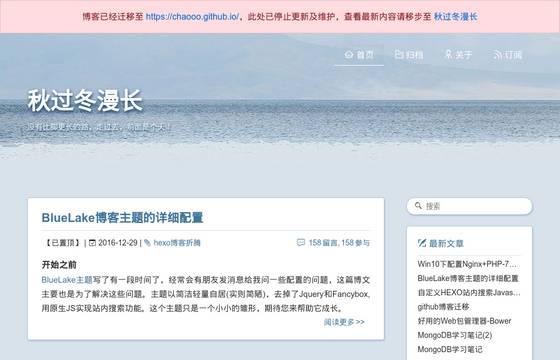 博客已经迁移至 https://chaooo.github.io/，此处已停止更新及维护，查看最新内容请移步至 秋过冬漫长
首页 归档 关于 订阅
秋过冬漫长
没有比脚更长的路，走过去，前面是个天！
BlueLake博客主题的详细配置
【已置顶】 | 2016-12-29 | hexo博客折腾 158 留言, 158 参与
开始之前
BlueLake主题写了有一段时间了，经常会有朋友发消息给我问一些配置的问题，这篇博文
主要也是为了解决这些问题。主题以简洁轻量自居(实则简陋)，去掉了Jquery和Fancybox,
用原生JS实现站内搜索功能。这个主题只是一个小小的雏形，期待您来帮助它成长。
阅读更多 >>
搜索
最新文章
Win10下配置Nginx+PHP-7…
BlueLake博客主题的详细配置
自定义HEXO站内搜索Javas…
github博客迁移
好用的Web包管理器-Bower
MongoDB学习笔记(2)
MongoDB学习笔记